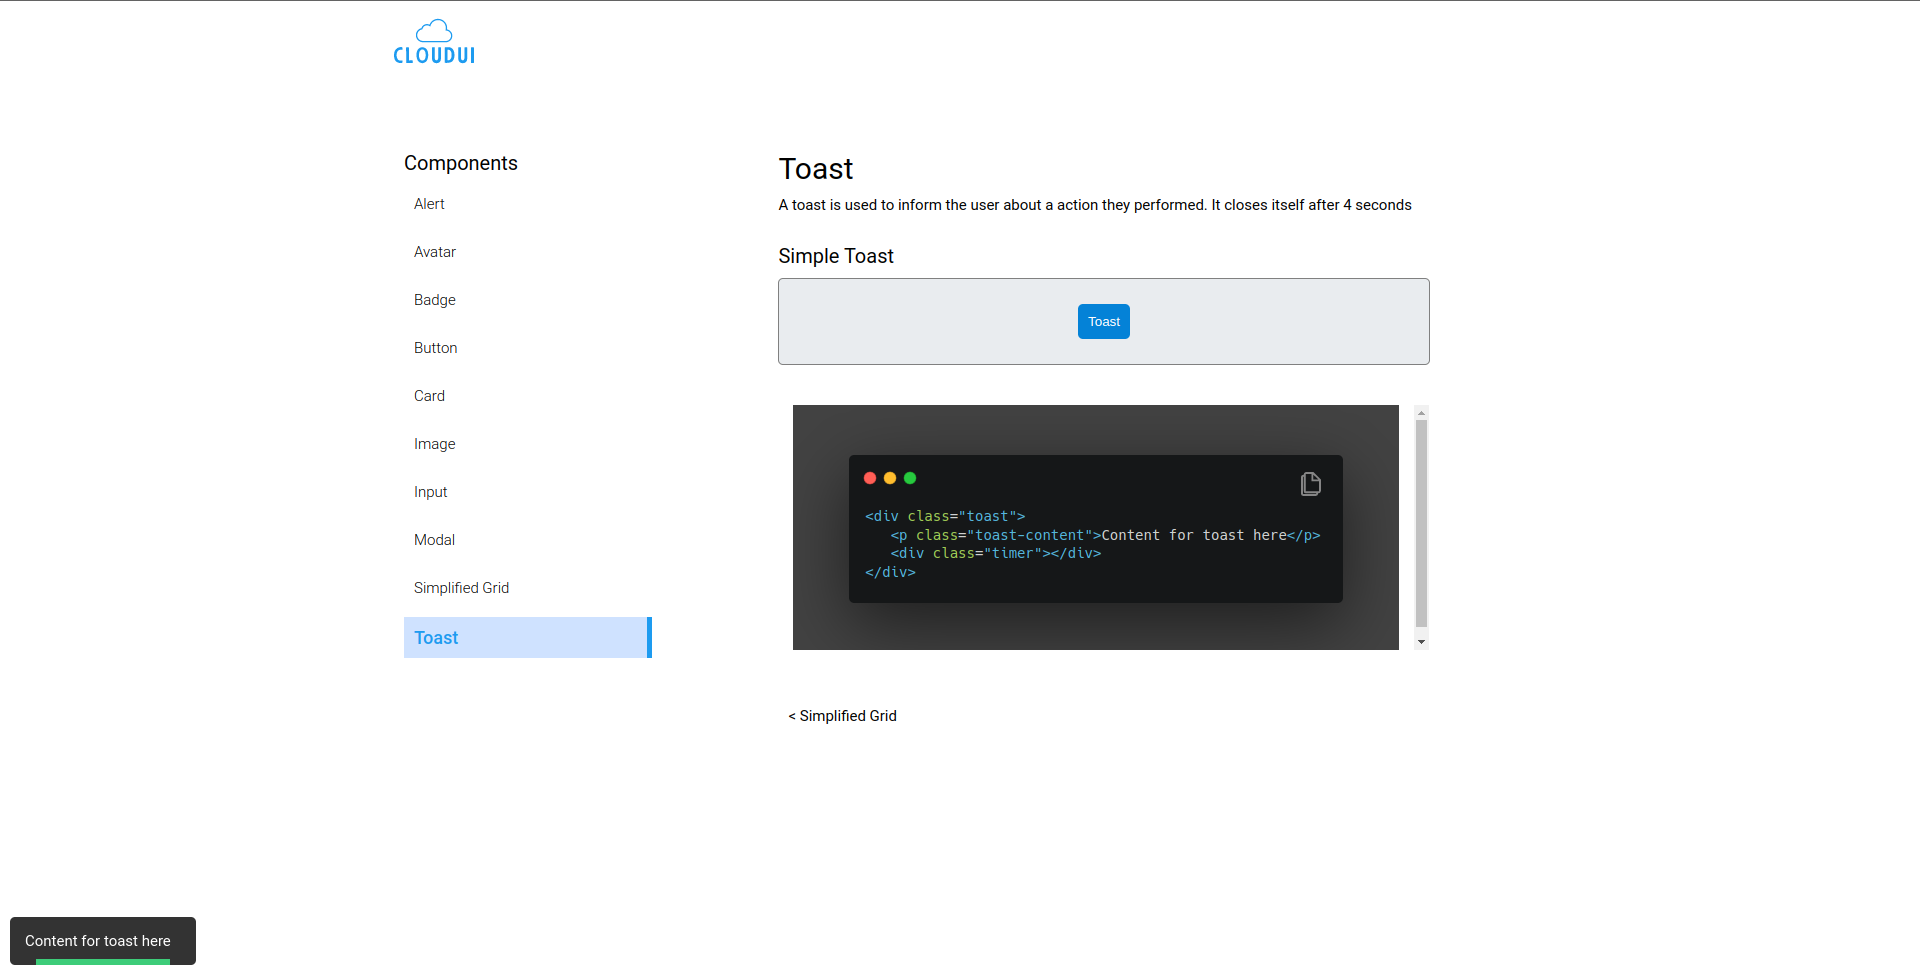 CLOUDUI
Components
Alert
Avatar
Badge
Button
Card
Image
Input
Modal
Simplified Grid
Toast
Toast
A toast is used to inform the user about a action they performed. It closes itself after 4 seconds
Simple Toast
Toast
<div class="toast">
   <p class="toast-content">Content for toast here</p>
   <div class="timer"></div>
</div>
< Simplified Grid
Content for toast here